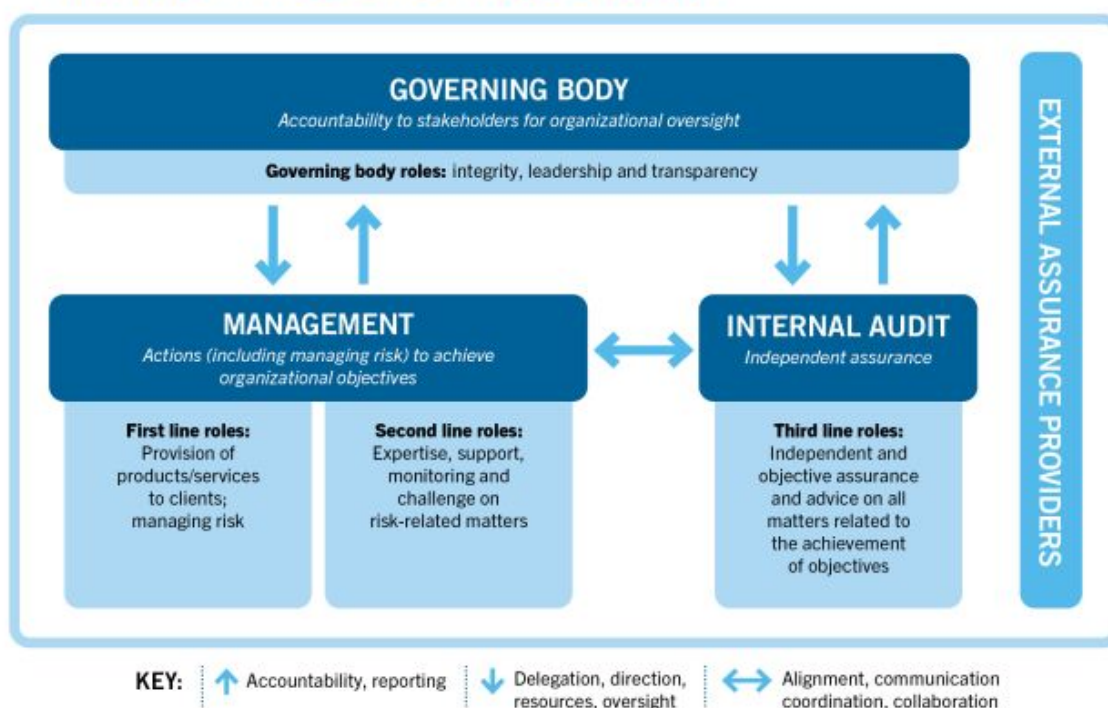 GOVERNING BODY
Accountability to stakeholders for organizational oversight
Governing body roles: integrity, leadership and transparency
MANAGEMENT
Actions (including managing risk) to achieve
organizational objectives
First line roles:
Provision of
products/services
to clients;
managing risk
Second line roles:
Expertise, support,
monitoring and
challenge on
risk-related matters
INTERNAL AUDIT
Independent assurance
Third line roles:
Independent and
objective assurance
and advice on all
matters related to
the achievement
of objectives
EXTERNAL ASSURANCE PROVIDERS
KEY:
Accountability, reporting
Delegation, direction,
resources, oversight
Alignment, communication
coordination, collaboration